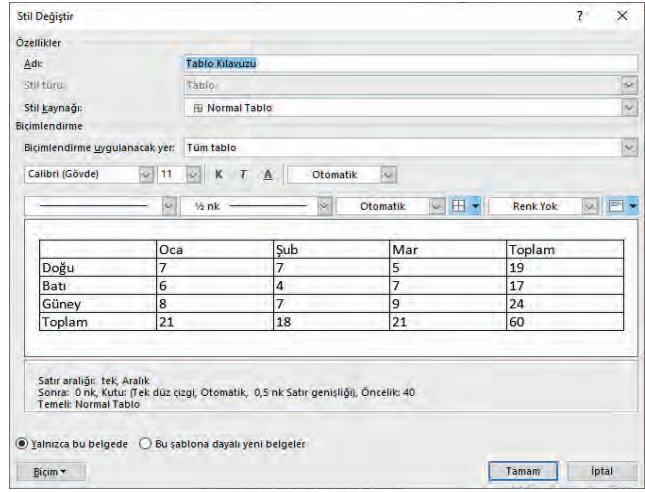 Stil Değiştir ? ×
Özellikler
Adı: Tablo Kılavuzu
Stil türü: Tablo
Stil kaynağı: Normal Tablo
Biçimlendirme
Biçimlendirme uygulanacak yer: Tüm tablo
Calibri (Gövde) 11 K T A Otomatik
½ nk Otomatik Renk Yok
Oca Şub Mar Toplam
Doğu 7 7 5 19
Batı 6 4 7 17
Güney 8 7 9 24
Toplam 21 18 21 60
Satır aralığı: tek, Aralık
Sonra: 0 nk, Kutu: (Tek düz çizgi, Otomatik, 0,5 nk Satır genişliği), Öncelik: 40
Temeli: Normal Tablo
Yalnızca bu belgede Bu şablona dayalı yeni belgeler
Biçim Tamam İptal